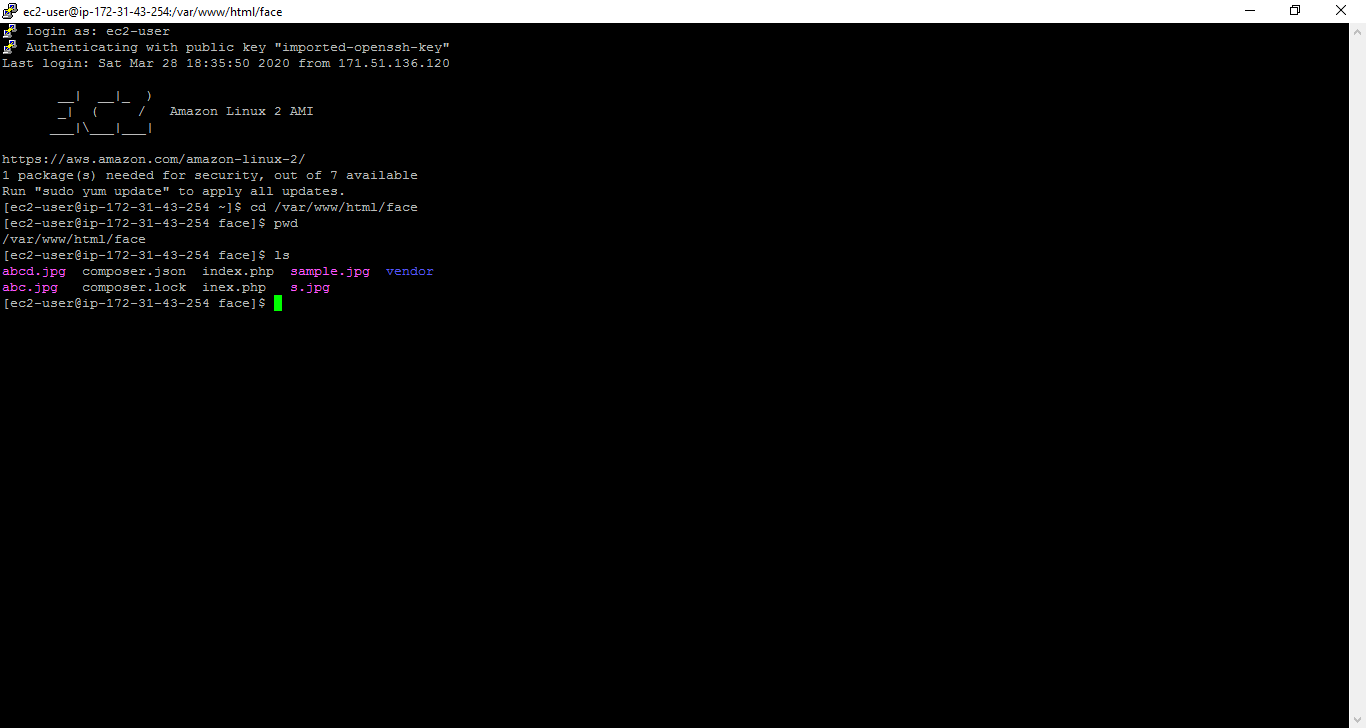 ec2-user@ip-172-31-43-254:/var/www/html/face
login as: ec2-user
Authenticating with public key "imported-openssh-key"
Last login: Sat Mar 28 18:35:50 2020 from 171.51.136.120
       __|  __|_  )
       _|  (     /   Amazon Linux 2 AMI
      ___|\___|___|
https://aws.amazon.com/amazon-linux-2/
1 package(s) needed for security, out of 7 available
Run "sudo yum update" to apply all updates.
[ec2-user@ip-172-31-43-254 ~]$ cd /var/www/html/face
[ec2-user@ip-172-31-43-254 face]$ pwd
/var/www/html/face
[ec2-user@ip-172-31-43-254 face]$ ls
abcd.jpg  composer.json  index.php  sample.jpg  vendor
abc.jpg   composer.lock  inex.php   s.jpg
[ec2-user@ip-172-31-43-254 face]$